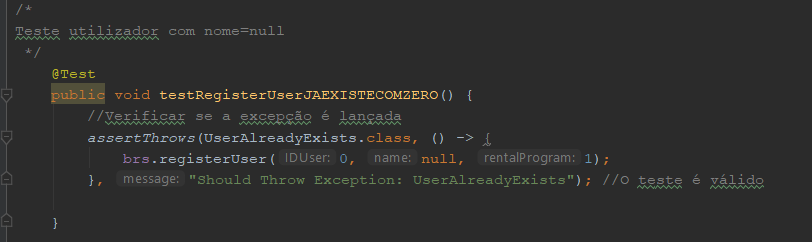 /*
Teste utilizador com nome=null
*/
@Test
public void testRegisterUserJAEXISTECOMZERO() {
//Verificar se a excepção é lançada
assertThrows(UserAlreadyExists.class, () -> {
brs.registerUser( IDUser: 0, name: null, rentalProgram: 1);
}, message: "Should Throw Exception: UserAlreadyExists"); //O teste é válido
}